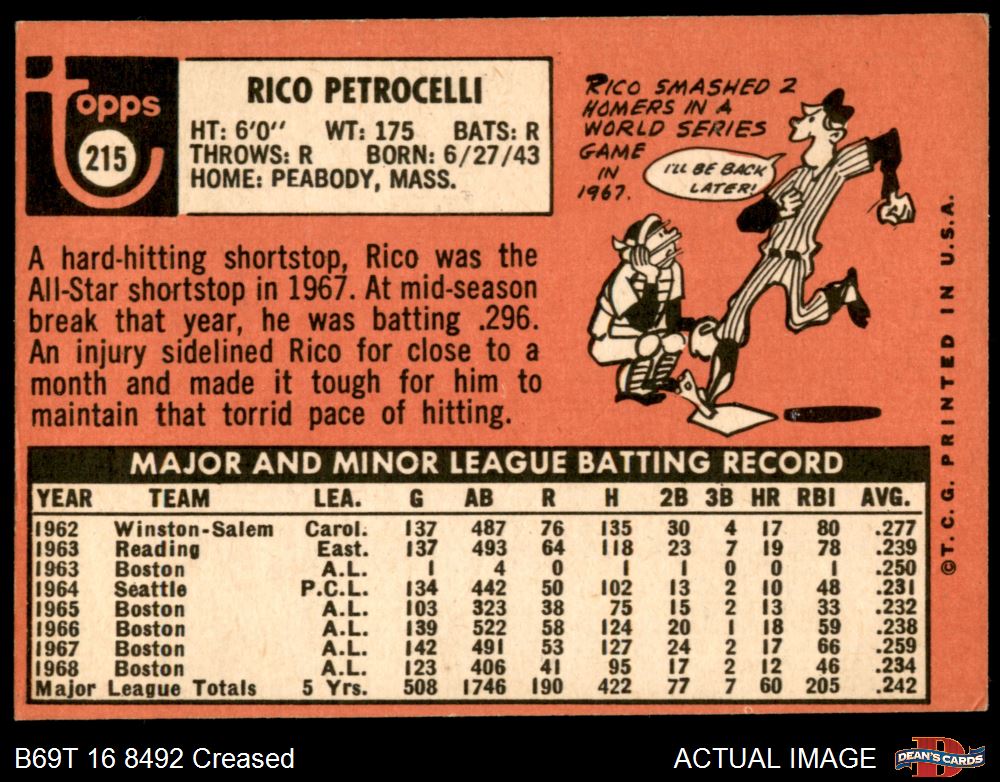 topps
215
RICO PETROCELLI
HT: 6'0" WT: 175 BATS: R
THROWS: R BORN: 6/27/43
HOME: PEABODY, MASS.
RICO SMASHED 2
HOMERS IN A
WORLD SERIES
GAME
IN
1967.
I'LL BE BACK
LATER!
A hard-hitting shortstop, Rico was the
All-Star shortstop in 1967. At mid-season
break that year, he was batting .296.
An injury sidelined Rico for close to a
month and made it tough for him to
maintain that torrid pace of hitting.
MAJOR AND MINOR LEAGUE BATTING RECORD
YEAR TEAM LEA. G AB R H 2B 3B HR RBI AVG.
1962 Winston-Salem Carol. 137 487 76 135 30 4 17 80 .277
1963 Reading East. 137 493 64 118 23 7 19 78 .239
1963 Boston A.L. 1 4 0 1 1 0 0 1 .250
1964 Seattle P.C.L. 134 442 50 102 13 2 10 48 .231
1965 Boston A.L. 103 323 38 75 15 2 13 33 .232
1966 Boston A.L. 139 522 58 124 20 1 18 59 .238
1967 Boston A.L. 142 491 53 127 24 2 17 66 .259
1968 Boston A.L. 123 406 41 95 17 2 12 46 .234
Major League Totals 5 Yrs. 508 1746 190 422 77 7 60 205 .242
© T. C. G. PRINTED IN U.S.A.
B69T 16 8492 Creased
ACTUAL IMAGE
D
DEAN'S CARDS